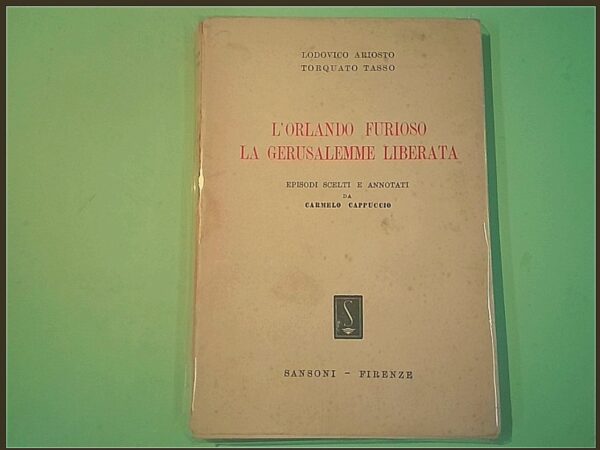 LODOVICO ARIOSTO
TORQUATO TASSO
L'ORLANDO FURIOSO
LA GERUSALEMME LIBERATA
EPISODI SCELTI E ANNOTATI
DA
CARMELO CAPPUCCIO
S
SANSONI - FIRENZE